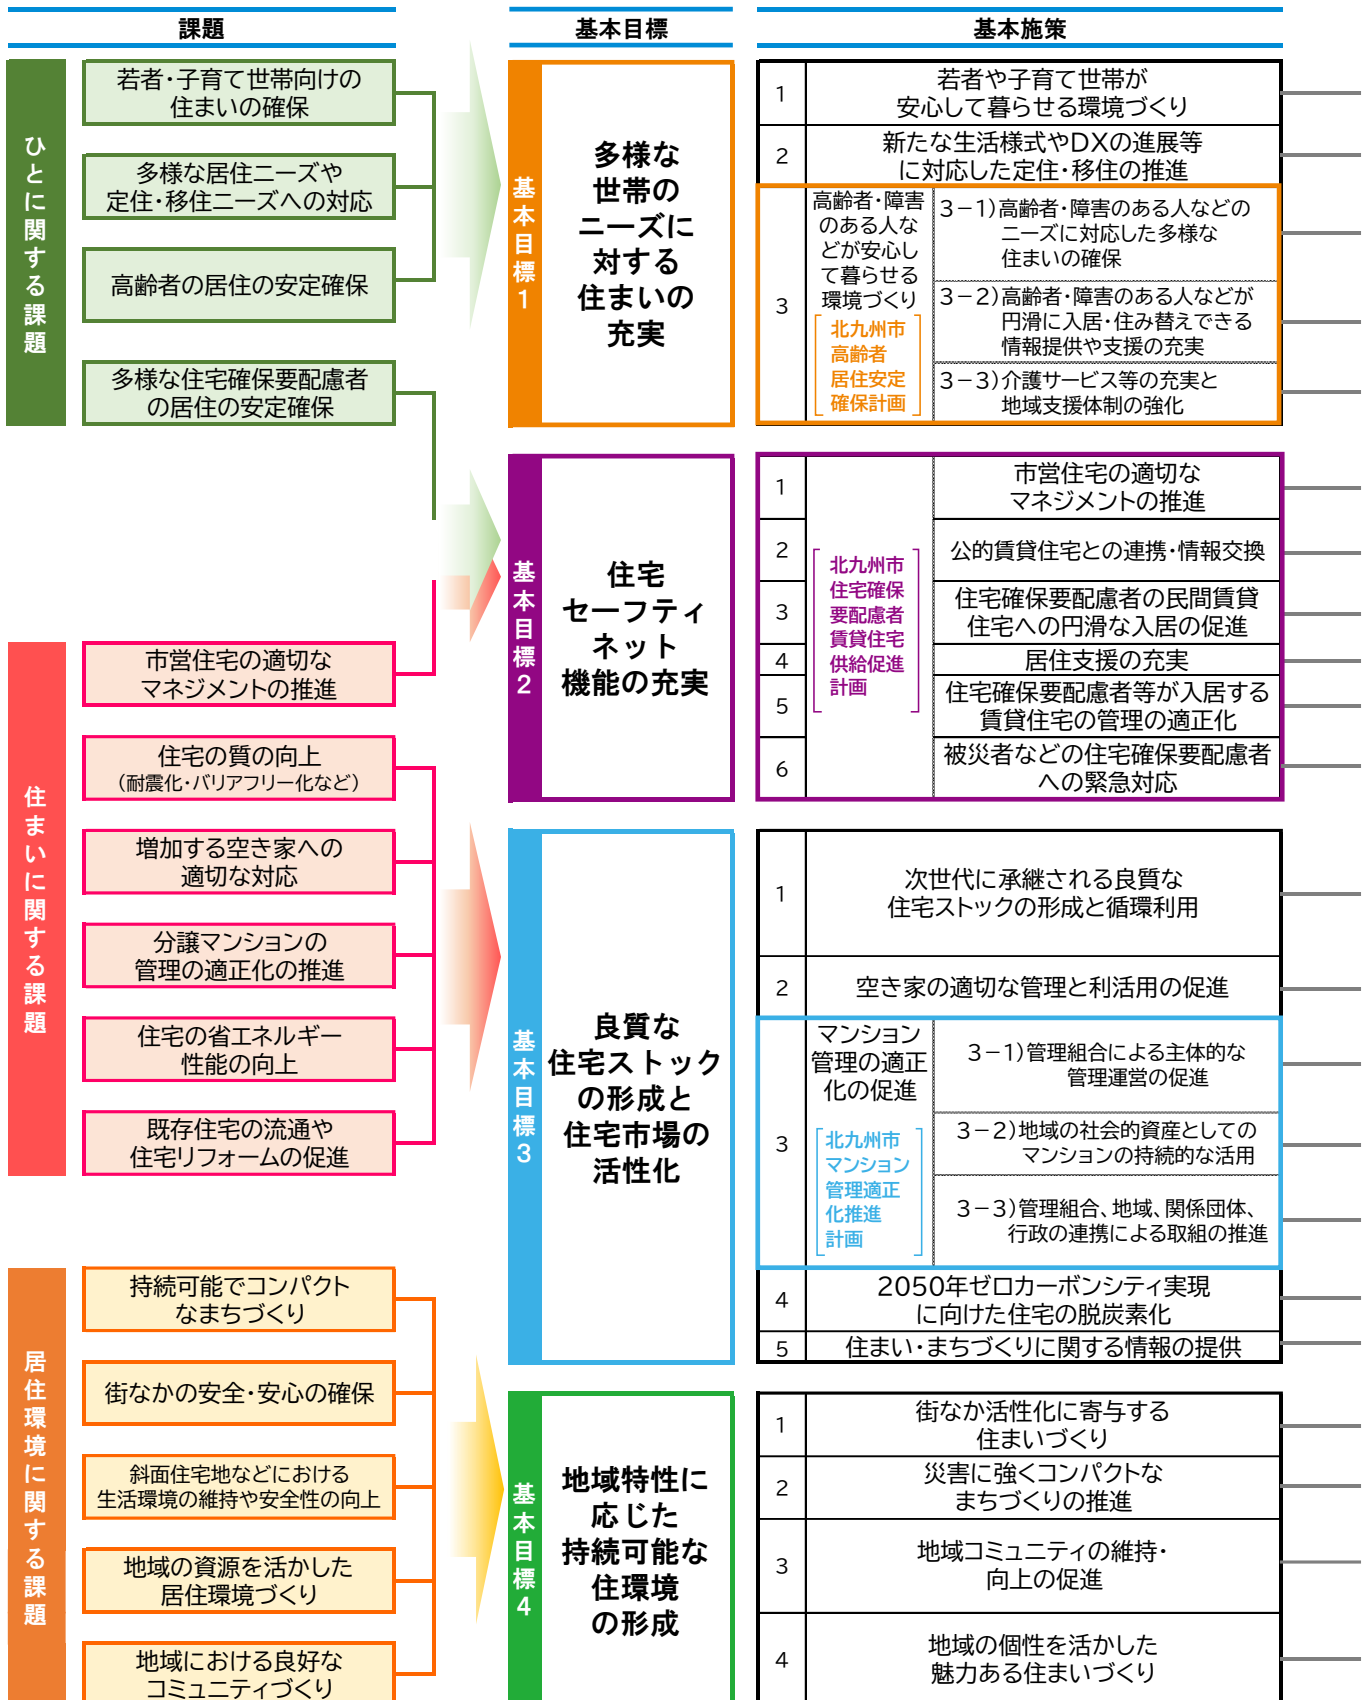 課題
基本目標
基本施策
ひとに関する課題
若者・子育て世帯向けの
住まいの確保
多様な居住ニーズや
定住・移住ニーズへの対応
高齢者の居住の安定確保
多様な住宅確保要配慮者
の居住の安定確保
基本目標1
多様な
世帯の
ニーズに
対する
住まいの
充実
1
若者や子育て世帯が
安心して暮らせる環境づくり
2
新たな生活様式やDXの進展等
に対応した定住・移住の推進
3
高齢者・障害
のある人な
どが安心し
て暮らせる
環境づくり
北九州市
高齢者
居住安定
確保計画
3－1)高齢者・障害のある人などの
ニーズに対応した多様な
住まいの確保
3－2)高齢者・障害のある人などが
円滑に入居・住み替えできる
情報提供や支援の充実
3－3)介護サービス等の充実と
地域支援体制の強化
住まいに関する課題
市営住宅の適切な
マネジメントの推進
住宅の質の向上
(耐震化・バリアフリー化など)
増加する空き家への
適切な対応
分譲マンションの
管理の適正化の推進
住宅の省エネルギー
性能の向上
既存住宅の流通や
住宅リフォームの促進
基本目標2
住宅
セーフティ
ネット
機能の充実
北九州市
住宅確保
要配慮者
賃貸住宅
供給促進
計画
1
市営住宅の適切な
マネジメントの推進
2
公的賃貸住宅との連携・情報交換
3
住宅確保要配慮者の民間賃貸
住宅への円滑な入居の促進
4
居住支援の充実
5
住宅確保要配慮者等が入居する
賃貸住宅の管理の適正化
6
被災者などの住宅確保要配慮者
への緊急対応
基本目標3
良質な
住宅ストック
の形成と
住宅市場の
活性化
1
次世代に承継される良質な
住宅ストックの形成と循環利用
2
空き家の適切な管理と利活用の促進
3
マンション
管理の適正
化の促進
北九州市
マンション
管理適正
化推進
計画
3－1)管理組合による主体的な
管理運営の促進
3－2)地域の社会的資産としての
マンションの持続的な活用
3－3)管理組合、地域、関係団体、
行政の連携による取組の推進
4
2050年ゼロカーボンシティ実現
に向けた住宅の脱炭素化
5
住まい・まちづくりに関する情報の提供
居住環境に関する課題
持続可能でコンパクト
なまちづくり
街なかの安全・安心の確保
斜面住宅地などにおける
生活環境の維持や安全性の向上
地域の資源を活かした
居住環境づくり
地域における良好な
コミュニティづくり
基本目標4
地域特性に
応じた
持続可能な
住環境
の形成
1
街なか活性化に寄与する
住まいづくり
2
災害に強くコンパクトな
まちづくりの推進
3
地域コミュニティの維持・
向上の促進
4
地域の個性を活かした
魅力ある住まいづくり